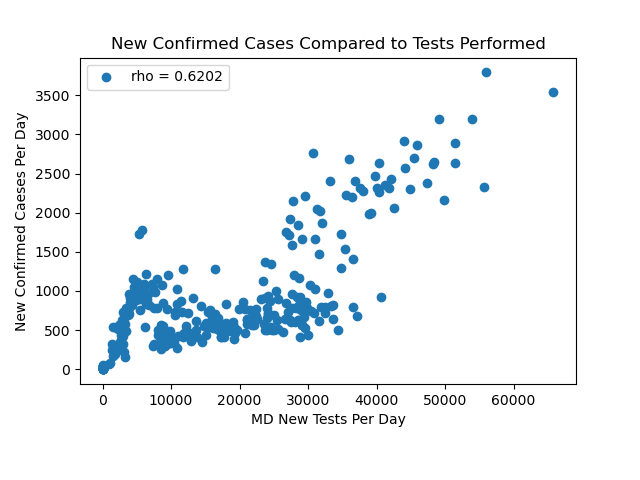 New Confirmed Cases Compared to Tests Performed
rho = 0.6202
New Confirmed Caeses Per Day
3500
3000
2500
2000
1500
1000
500
0
0 10000 20000 30000 40000 50000 60000
MD New Tests Per Day